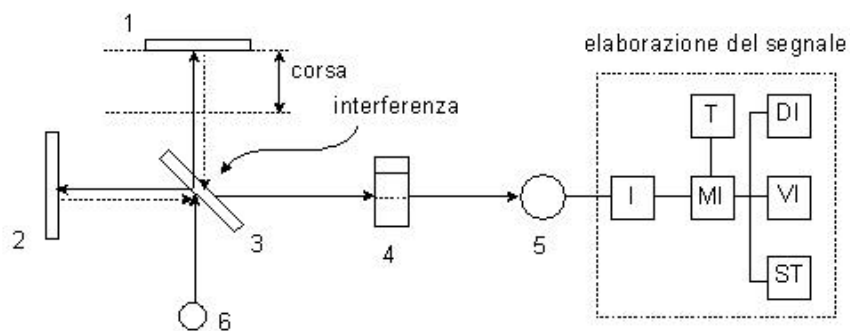 1
elaborazione del segnale
corsa
interferenza
T
DI
I
MI
VI
2
3
4
5
ST
6